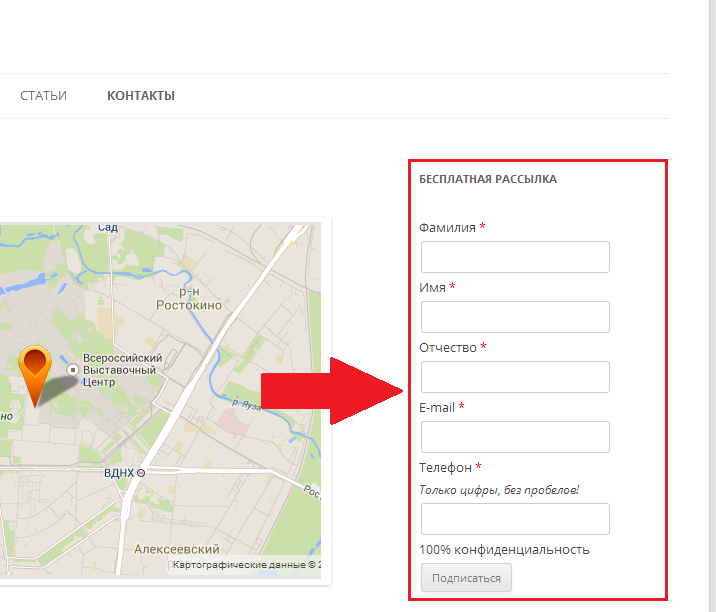 СТАТЬИ
КОНТАКТЫ
Сад
р-н
Ростокино
Всероссийский
Выставочный
Центр
но
р. Яуза
ВДНХ
Рос
Алексеевский
Картографические данные © 2
БЕСПЛАТНАЯ РАССЫЛКА
Фамилия *
Имя *
Отчество *
E-mail *
Телефон *
Только цифры, без пробелов!
100% конфиденциальность
Подписаться